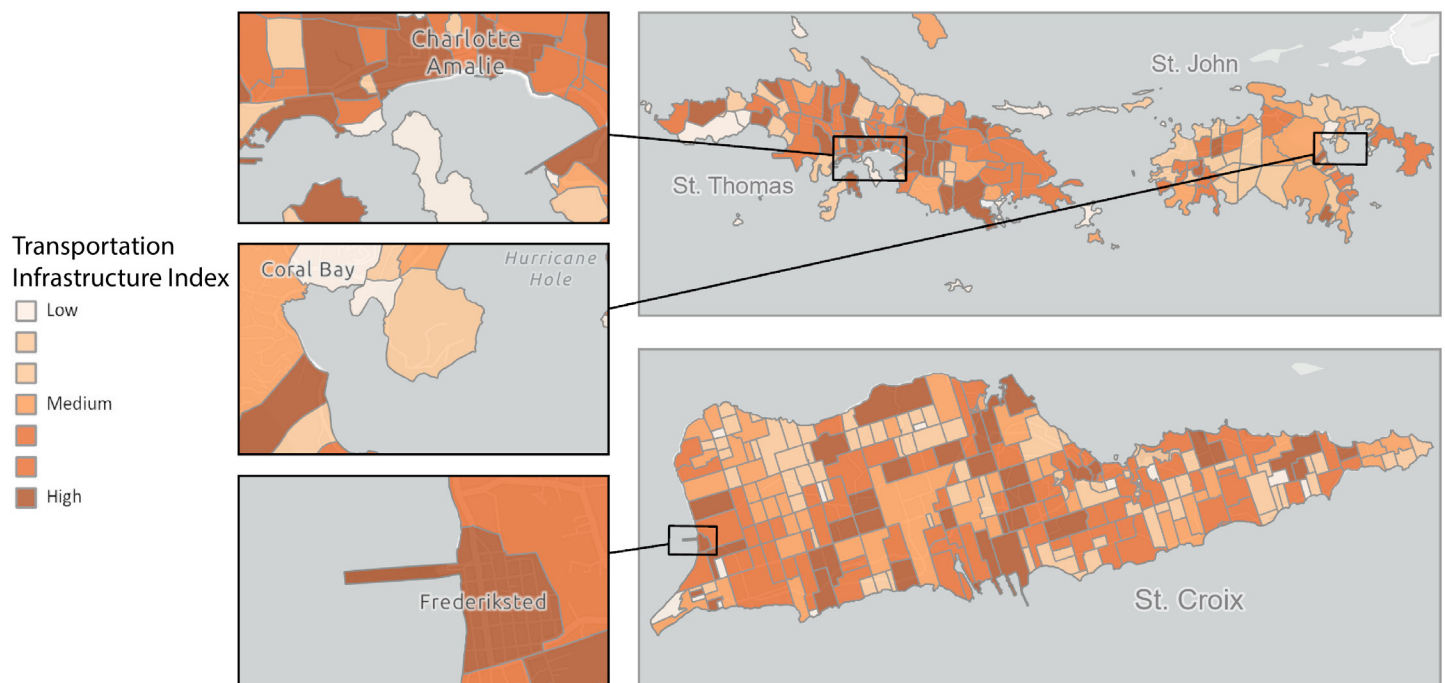 Transportation
Infrastructure Index
Low
Medium
High
Charlotte
Amalie
Coral Bay
Hurricane
Hole
Frederiksted
St. John
St. Thomas
St. Croix